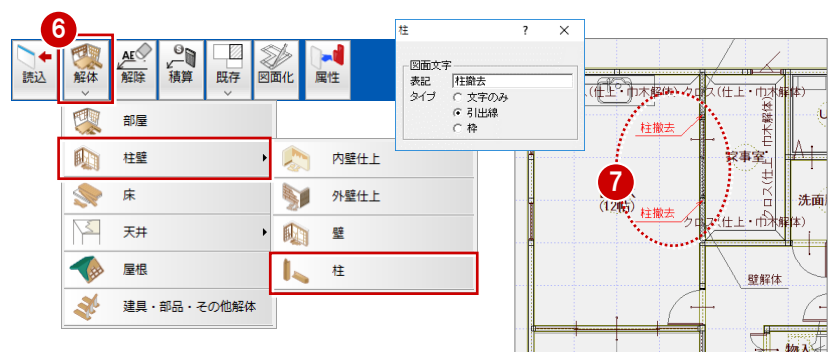 6
読込
解体
解除
積算
既存
図面化
属性
部屋
柱壁
床
天井
屋根
建具・部品・その他解体
内壁仕上
外壁仕上
壁
柱
柱
?
×
図面文字
表記 柱撤去
タイプ 文字のみ
引出線
枠
(仕上・巾木解体)
クロス(仕上・巾木解体)
柱撤去
クロス(仕上・巾木解体)
家事室
7
(12帖)
柱撤去
クロス(仕上・巾木解体)
洗面
壁解体
物入